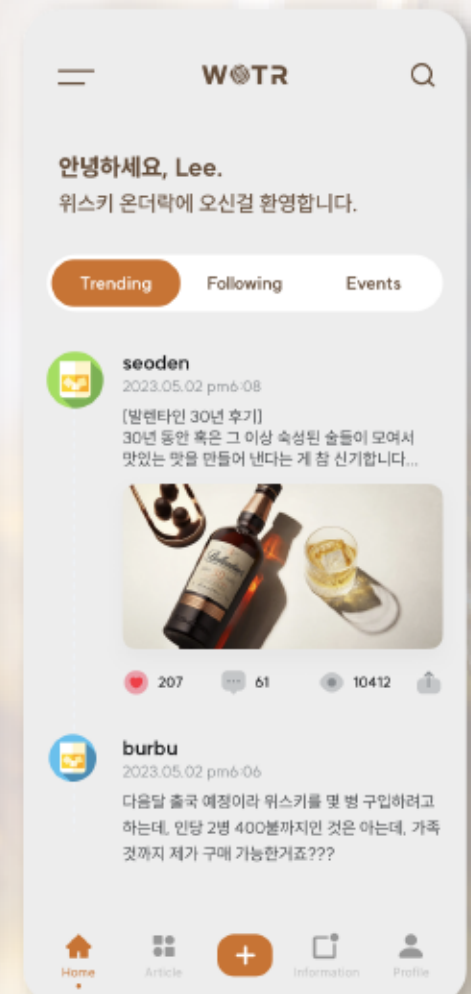 WOTR
안녕하세요, Lee.
위스키 온더락에 오신걸 환영합니다.
Trending Following Events
seoden
2023.05.02 pm6:08
[발렌타인 30년 후기]
30년 동안 혹은 그 이상 숙성된 술들이 모여서
맛있는 맛을 만들어 낸다는 게 참 신기합니다...
Ballantine's
207 61 10412
burbu
2023.05.02 pm6:06
다음달 출국 예정이라 위스키를 몇 병 구입하려고
하는데, 인당 2병 400불까지인 것은 아는데, 가족
것까지 제가 구매 가능한거죠???
Home Article Information Profile